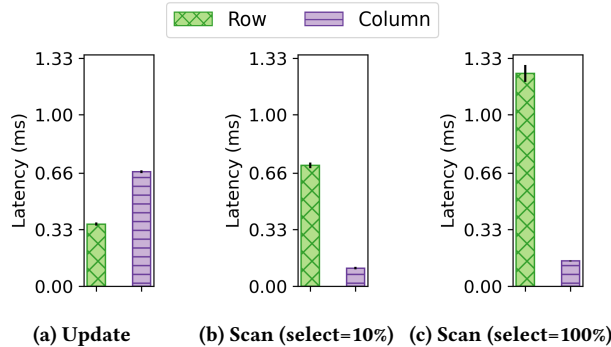 Row
Column
Latency (ms)
1.33
1.00
0.66
0.33
0.00
(a) Update
Latency (ms)
1.33
1.00
0.66
0.33
0.00
(b) Scan (select=10%)
Latency (ms)
1.33
1.00
0.66
0.33
0.00
(c) Scan (select=100%)